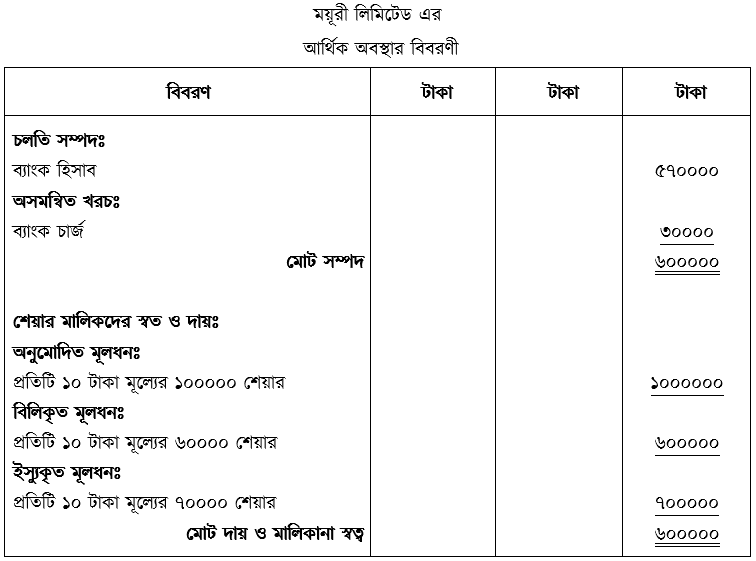 ময়ূরী লিমিটেড এর
আর্থিক অবস্থার বিবরণী
বিবরণ টাকা টাকা টাকা
চলতি সম্পদঃ
ব্যাংক হিসাব ৫৭০০০০
অসমন্বিত খরচঃ
ব্যাংক চার্জ ৩০০০০
মোট সম্পদ ৬০০০০০
শেয়ার মালিকদের স্বত ও দায়ঃ
অনুমোদিত মূলধনঃ
প্রতিটি ১০ টাকা মূল্যের ১০০০০০ শেয়ার ১০০০০০০
বিলিকৃত মূলধনঃ
প্রতিটি ১০ টাকা মূল্যের ৬০০০০ শেয়ার ৬০০০০০
ইস্যুকৃত মূলধনঃ
প্রতিটি ১০ টাকা মূল্যের ৭০০০০ শেয়ার ৭০০০০০
মোট দায় ও মালিকানা স্বত্ব ৬০০০০০